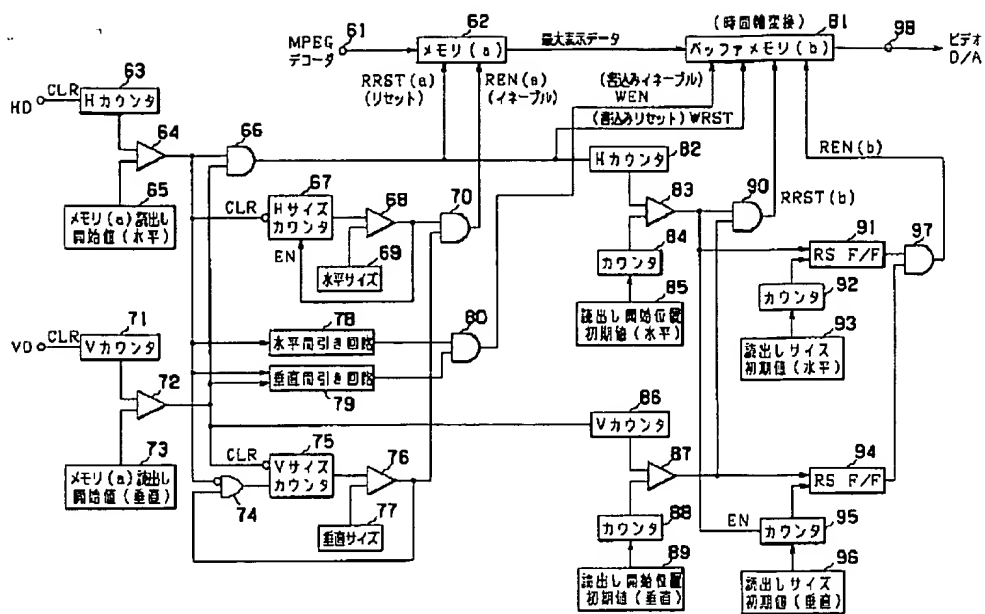 MPEG
デコーダ
61
62
メモリ(a)
最大表示データ
(時間軸変換)
81
バッファメモリ(b)
98
ビデオ
D/A
RRST(a)
(リセット)
REN(a)
(イネーブル)
(書込みイネーブル)
WEN
(書込みリセット)WRST
REN(b)
RRST(b)
HD
CLR
63
Hカウンタ
64
65
メモリ(a)読出し
開始値(水平)
66
67
CLR
Hサイズ
カウンタ
EN
68
69
水平サイズ
70
VD
CLR
71
Vカウンタ
72
73
メモリ(a)読出し
開始値(垂直)
78
水平間引き回路
垂直間引き回路
79
80
74
75
CLR
Vサイズ
カウンタ
76
77
垂直サイズ
Hカウンタ
82
83
84
カウンタ
85
読出し開始位置
初期値(水平)
90
91
RS F/F
92
カウンタ
93
読出しサイズ
初期値(水平)
97
86
Vカウンタ
87
88
カウンタ
89
読出し開始位置
初期値(垂直)
94
RS F/F
EN
95
カウンタ
96
読出しサイズ
初期値(垂直)